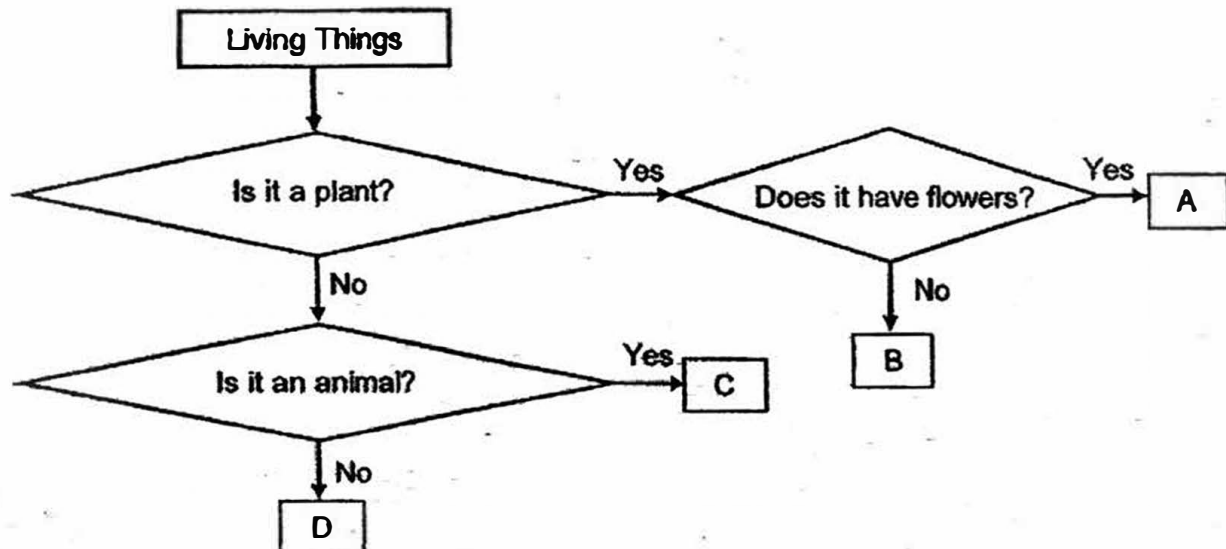 Living Things
Is it a plant?
Yes
Does it have flowers?
Yes
A
No
No
B
Is it an animal?
Yes
C
No
D